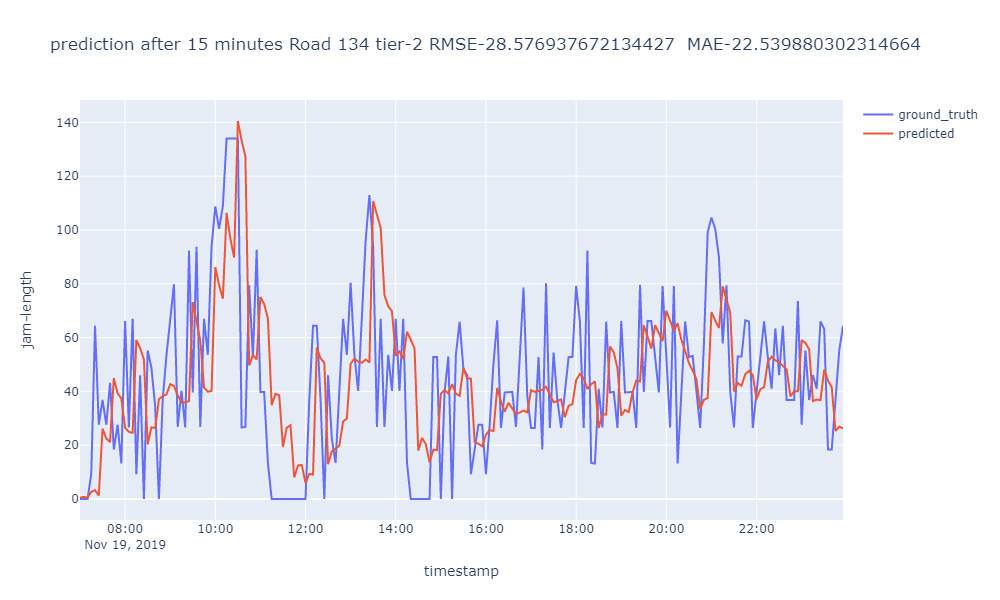 prediction after 15 minutes Road 134 tier-2 RMSE-28.576937672134427 MAE-22.539880302314664
ground_truth
predicted
jam-length
140
120
100
80
60
40
20
0
08:00 10:00 12:00 14:00 16:00 18:00 20:00 22:00
Nov 19, 2019
timestamp